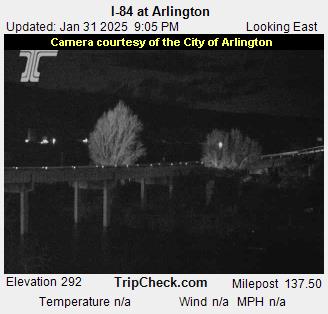 I-84 at Arlington
Updated: Jan 31 2025 9:05 PM Looking East
Camera courtesy of the City of Arlington
Elevation 292 TripCheck.com Milepost 137.50
Temperature n/a Wind n/a MPH n/a